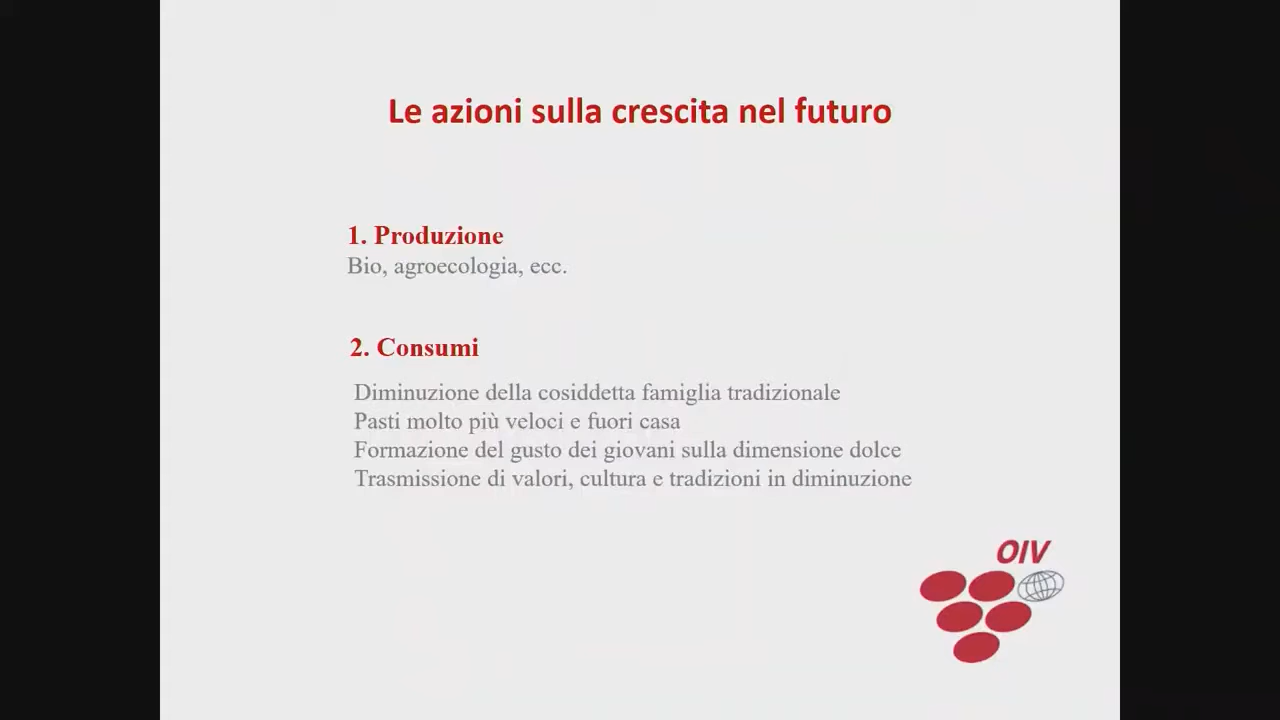 Le azioni sulla crescita nel futuro
1. Produzione
Bio, agroecologia, ecc.
2. Consumi
Diminuzione della cosiddetta famiglia tradizionale
Pasti molto più veloci e fuori casa
Formazione del gusto dei giovani sulla dimensione dolce
Trasmissione di valori, cultura e tradizioni in diminuzione
OIV